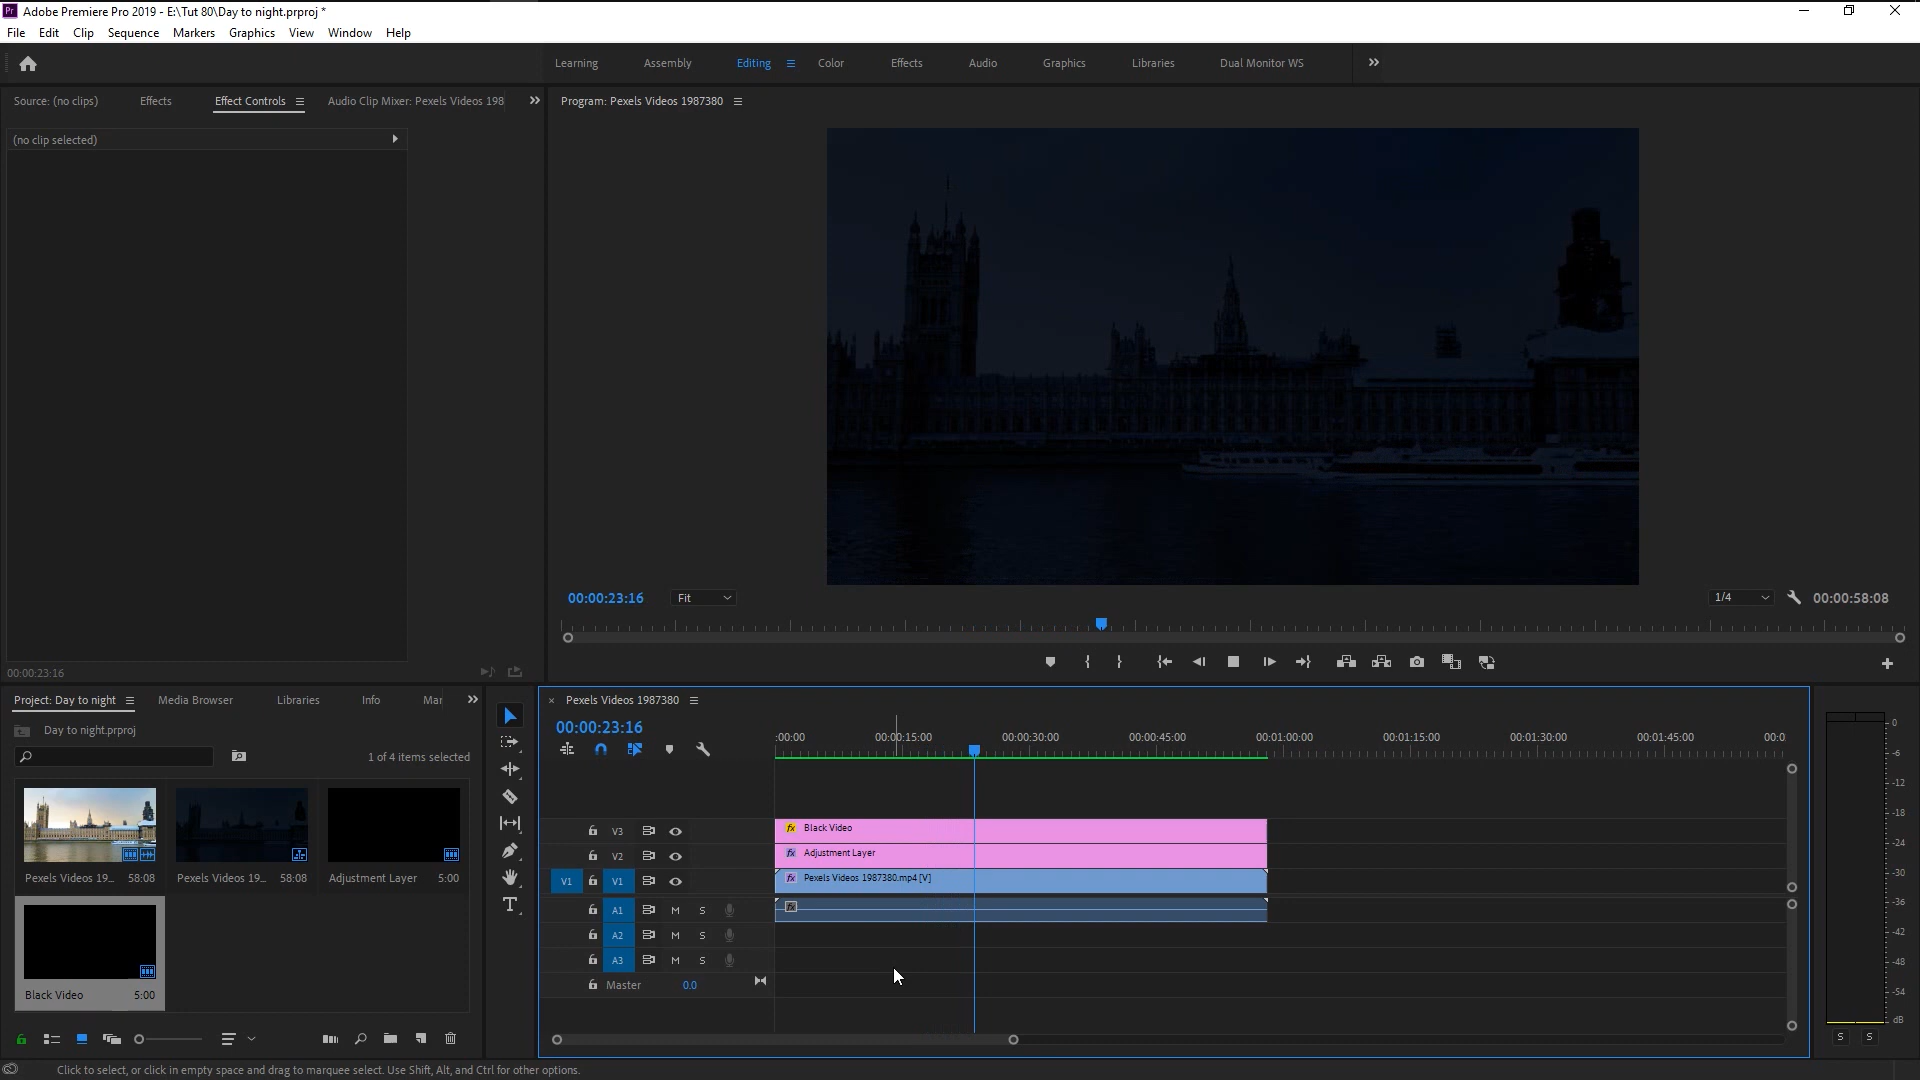 Pr Adobe Premiere Pro 2019 - E:\Tut 80\Day to night.prproj *
File Edit Clip Sequence Markers Graphics View Window Help
Learning Assembly Editing Color Effects Audio Graphics Libraries Dual Monitor WS
Source: (no clips) Effects Effect Controls Audio Clip Mixer: Pexels Videos 198
Program: Pexels Videos 1987380
(no clip selected)
00:00:23:16 Fit 1/4 00:00:58:08
00:00:23:16
Project: Day to night Media Browser Libraries Info Mar
Pexels Videos 1987380
Day to night.prproj
00:00:23:16
1 of 4 items selected
:00:00 00:00:15:00 00:00:30:00 00:00:45:00 00:01:00:00 00:01:15:00 00:01:30:00 00:01:45:00 00:0
Pexels Videos 19... 58:08 Pexels Videos 19... 58:08 Adjustment Layer 5:00
Black Video 5:00
V3 fx Black Video
V2 fx Adjustment Layer
V1 V1 fx Pexels Videos 1987380.mp4 [V]
A1 M S fx
A2 M S
A3 M S
Master 0.0
0
-6
-12
-18
-24
-30
-36
-42
-48
-54
dB
S S
Click to select, or click in empty space and drag to marquee select. Use Shift, Alt, and Ctrl for other options.